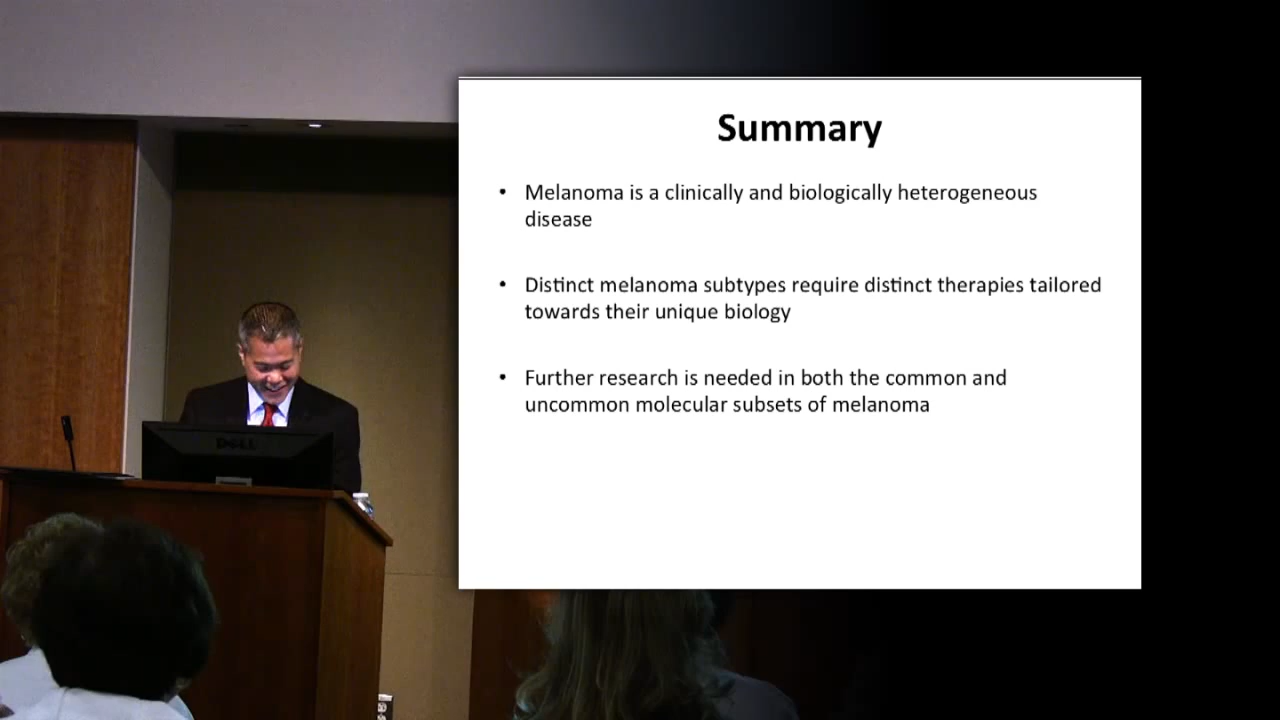 Summary
• Melanoma is a clinically and biologically heterogeneous
disease
• Distinct melanoma subtypes require distinct therapies tailored
towards their unique biology
• Further research is needed in both the common and
uncommon molecular subsets of melanoma
DELL